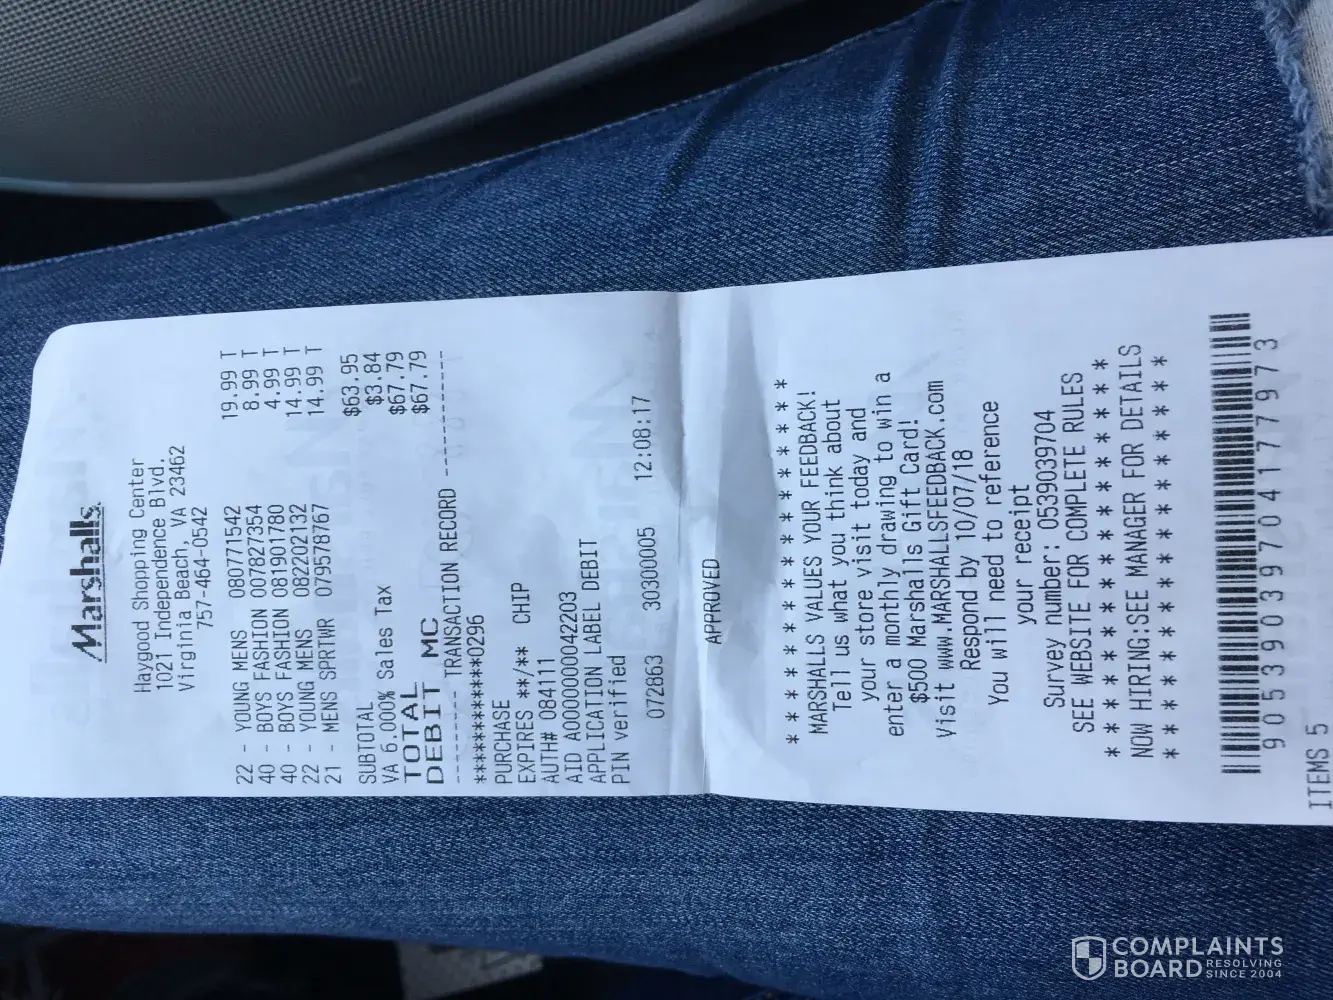 Marshalls.
Haygood Shopping Center
1021 Independence Blvd.
Virginia Beach, VA 23462
757-464-0542
22 - YOUNG MENS 080771542 19.99 T
40 - BOYS FASHION 007827354 8.99 T
40 - BOYS FASHION 081901780 4.99 T
22 - YOUNG MENS 082202132 14.99 T
21 - MENS SPRTWR 079578767 14.99 T
SUBTOTAL $63.95
VA 6.000% Sales Tax $3.84
TOTAL $67.79
DEBIT MC $67.79
--------- TRANSACTION RECORD -------------
************0296
PURCHASE
EXPIRES **/** CHIP
AUTH# 084111
AID A0000000042203
APPLICATION LABEL DEBIT
PIN verified
072863 30300005 12:08:17
APPROVED
* * * * * * * * * * * * * * * * * * *
MARSHALLS VALUES YOUR FEEDBACK!
Tell us what you think about
your store visit today and
enter a monthly drawing to win a
$500 Marshalls Gift Card!
Visit www.MARSHALLSFEEDBACK.com
Respond by 10/07/18
You will need to reference
your receipt
Survey number: 0539039704
SEE WEBSITE FOR COMPLETE RULES
* * * * * * * * * * * * * * * * * * *
NOW HIRING:SEE MANAGER FOR DETAILS
* * * * * * * * * * * * * * * * * * *
90539039704177973
ITEMS 5
COMPLAINTS
BOARD RESOLVING
SINCE 2004